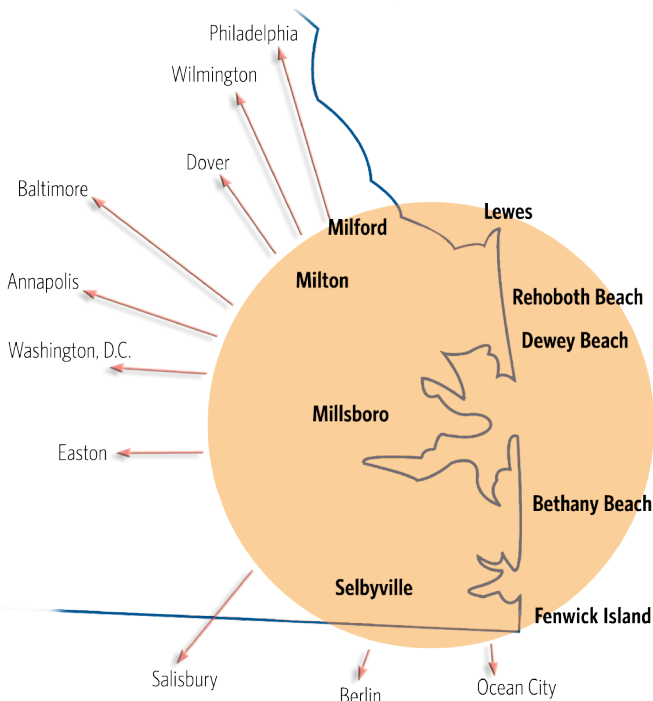 Philadelphia
Wilmington
Dover
Baltimore
Lewes
Milford
Milton
Annapolis
Rehoboth Beach
Dewey Beach
Washington, D.C.
Millsboro
Easton
Bethany Beach
Selbyville
Fenwick Island
Salisbury
Berlin
Ocean City